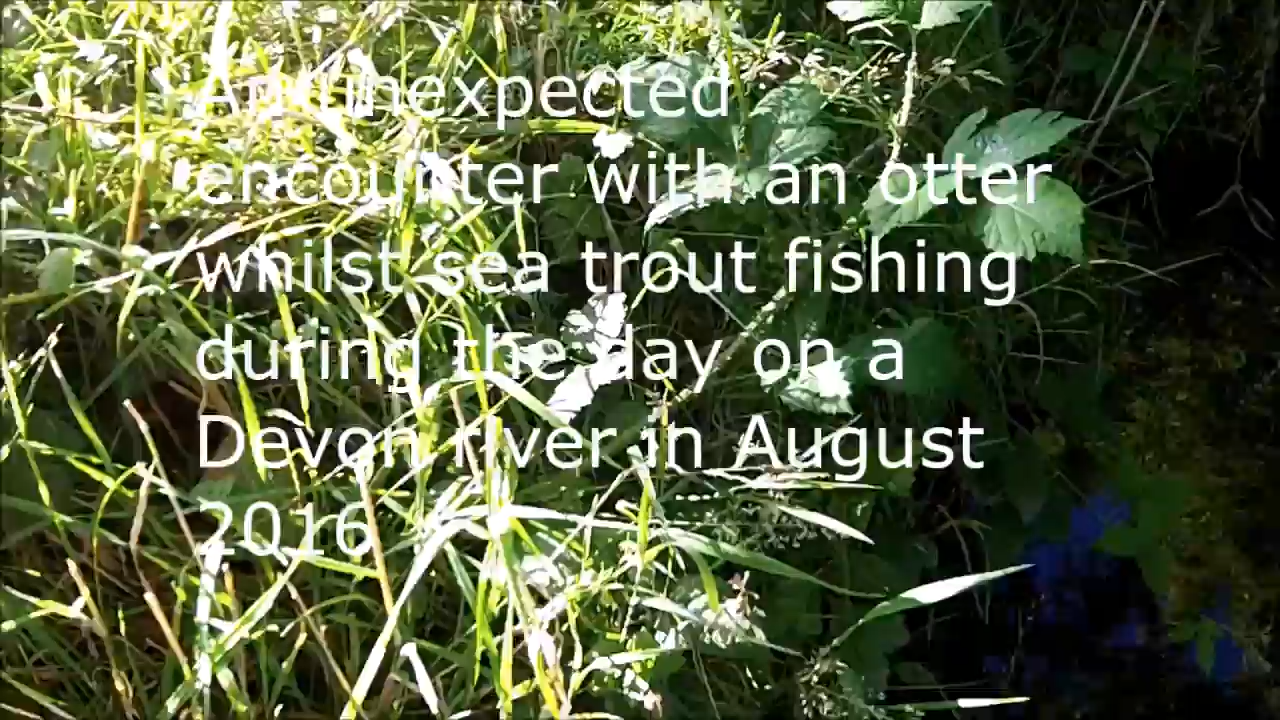 An unexpected
encounter with an otter
whilst sea trout fishing
during the day on a
Devon river in August
2016